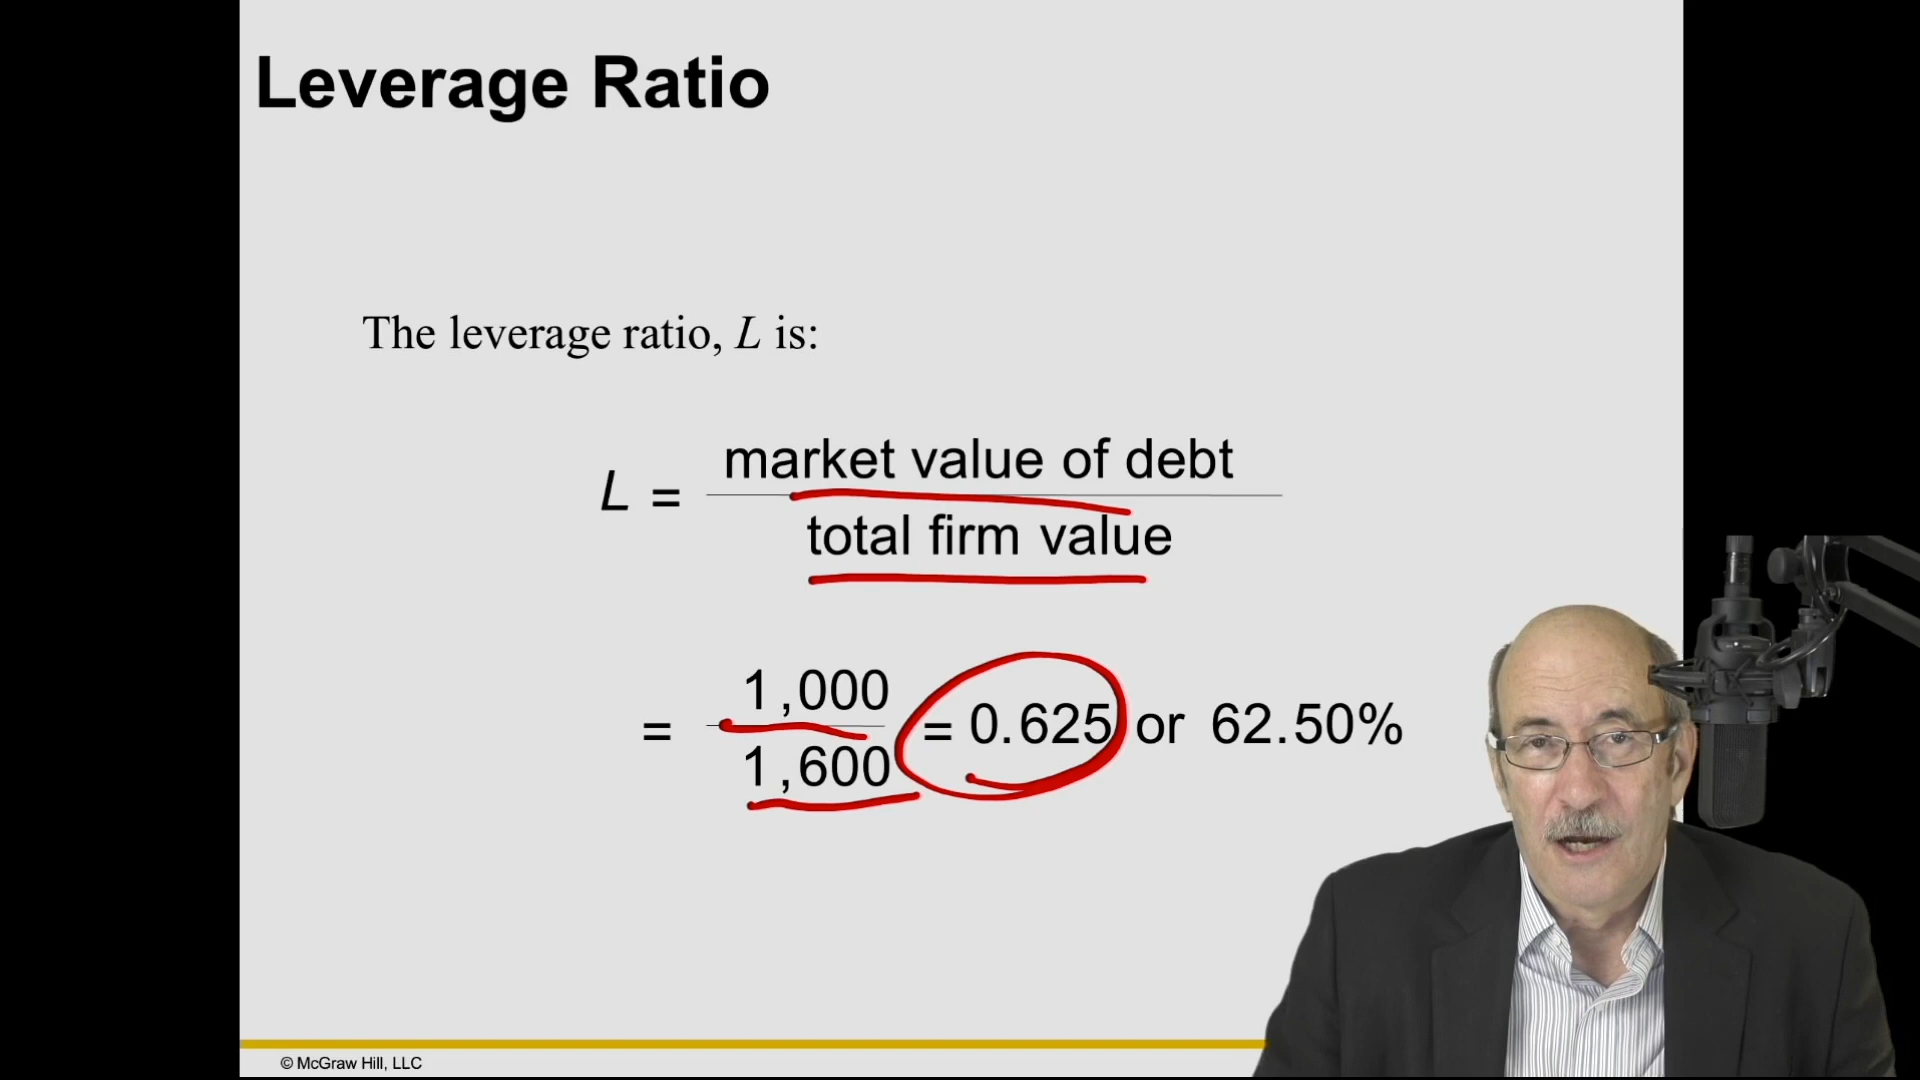 Leverage Ratio
The leverage ratio, L is:
L = market value of debt
total firm value
= 1,000
1,600
= 0.625 or 62.50%
© McGraw Hill, LLC